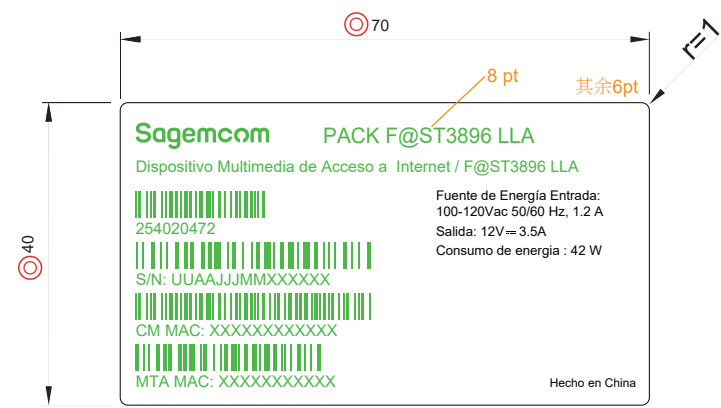 70
r=1
8 pt
其余6pt
40
Sagemcom PACK F@ST3896 LLA
Dispositivo Multimedia de Acceso a Internet / F@ST3896 LLA
Fuente de Energía Entrada:
100-120Vac 50/60 Hz, 1.2 A
254020472
Salida: 12V⎓3.5A
Consumo de energia : 42 W
S/N: UUAAJJJMMXXXXXX
CM MAC: XXXXXXXXXXXX
MTA MAC: XXXXXXXXXXX
Hecho en China